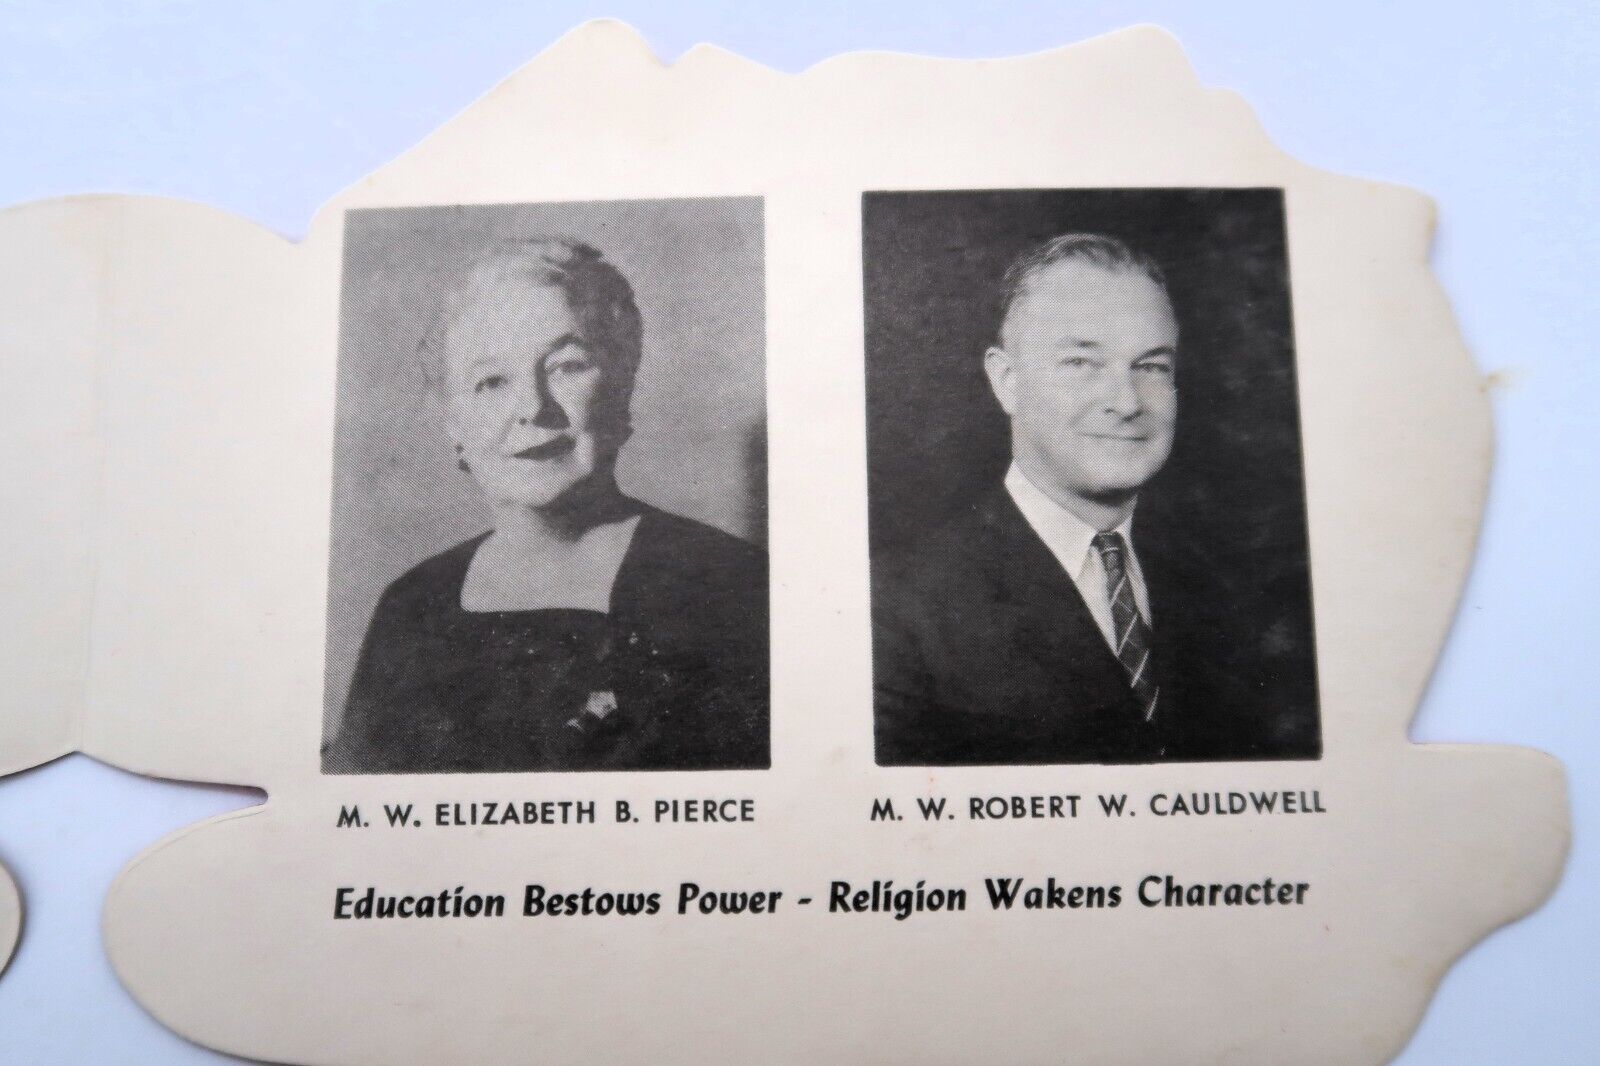 M. W. ELIZABETH B. PIERCE
M. W. ROBERT W. CAULDWELL
Education Bestows Power - Religion Wakens Character